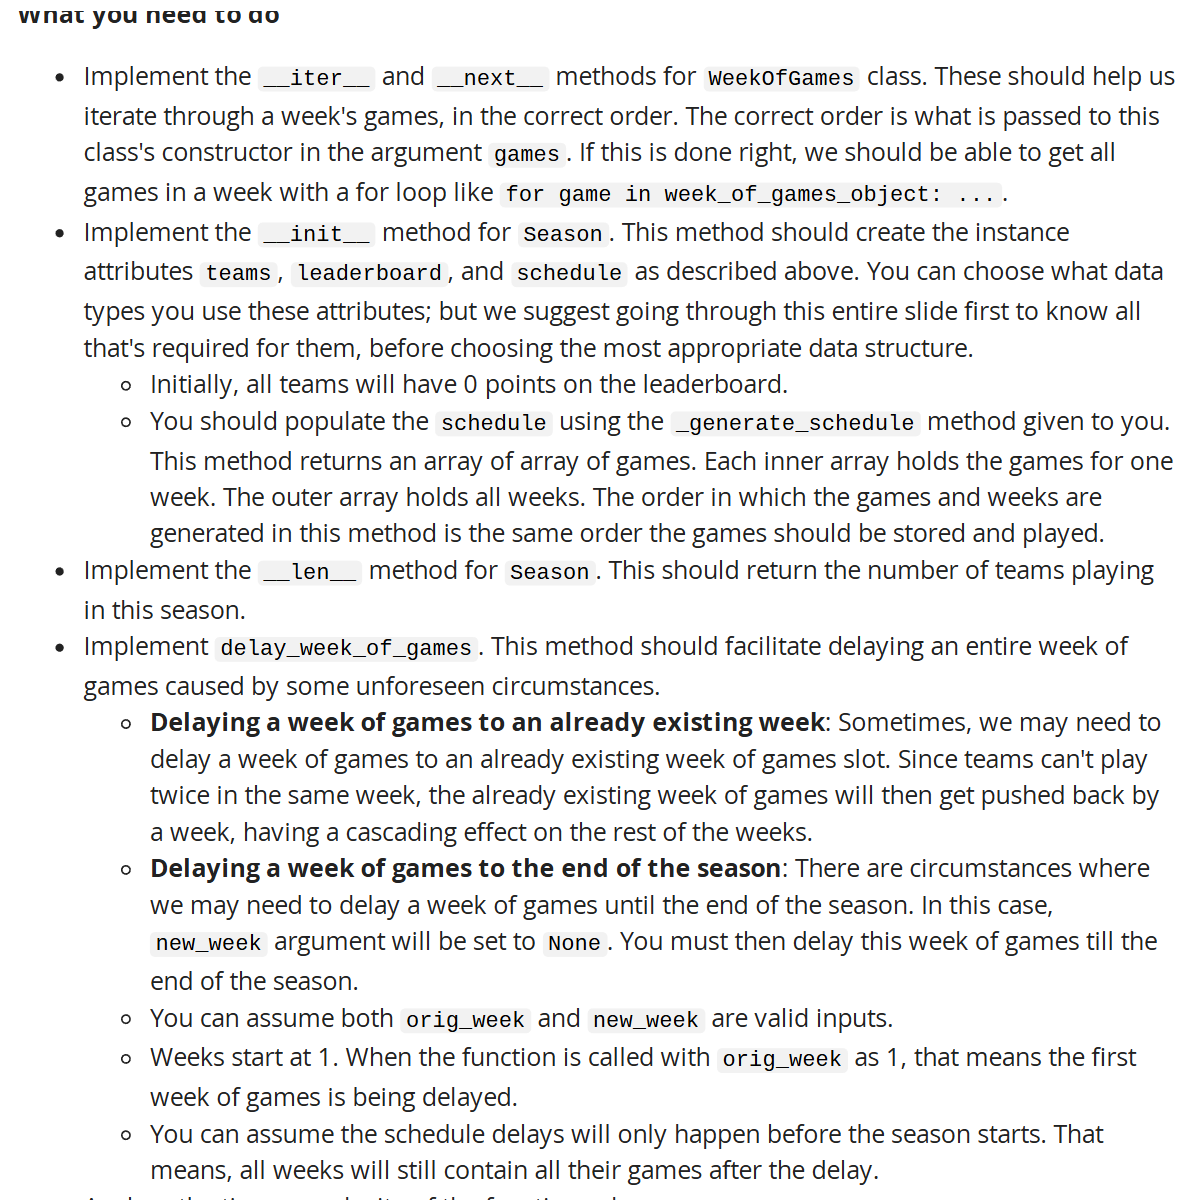 What you need to do
Implement the __iter__ and __next__ methods for WeekOfGames class. These should help us
iterate through a week's games, in the correct order. The correct order is what is passed to this
class's constructor in the argument games. If this is done right, we should be able to get all
games in a week with a for loop like for game in week_of_games_object: ... .
Implement the __init__ method for Season. This method should create the instance
attributes teams, leaderboard, and schedule as described above. You can choose what data
types you use these attributes; but we suggest going through this entire slide first to know all
that's required for them, before choosing the most appropriate data structure.
Initially, all teams will have 0 points on the leaderboard.
You should populate the schedule using the _generate_schedule method given to you.
This method returns an array of array of games. Each inner array holds the games for one
week. The outer array holds all weeks. The order in which the games and weeks are
generated in this method is the same order the games should be stored and played.
Implement the __len__ method for Season. This should return the number of teams playing
in this season.
Implement delay_week_of_games. This method should facilitate delaying an entire week of
games caused by some unforeseen circumstances.
Delaying a week of games to an already existing week: Sometimes, we may need to
delay a week of games to an already existing week of games slot. Since teams can't play
twice in the same week, the already existing week of games will then get pushed back by
a week, having a cascading effect on the rest of the weeks.
Delaying a week of games to the end of the season: There are circumstances where
we may need to delay a week of games until the end of the season. In this case,
new_week argument will be set to None. You must then delay this week of games till the
end of the season.
You can assume both orig_week and new_week are valid inputs.
Weeks start at 1. When the function is called with orig_week as 1, that means the first
week of games is being delayed.
You can assume the schedule delays will only happen before the season starts. That
means, all weeks will still contain all their games after the delay.